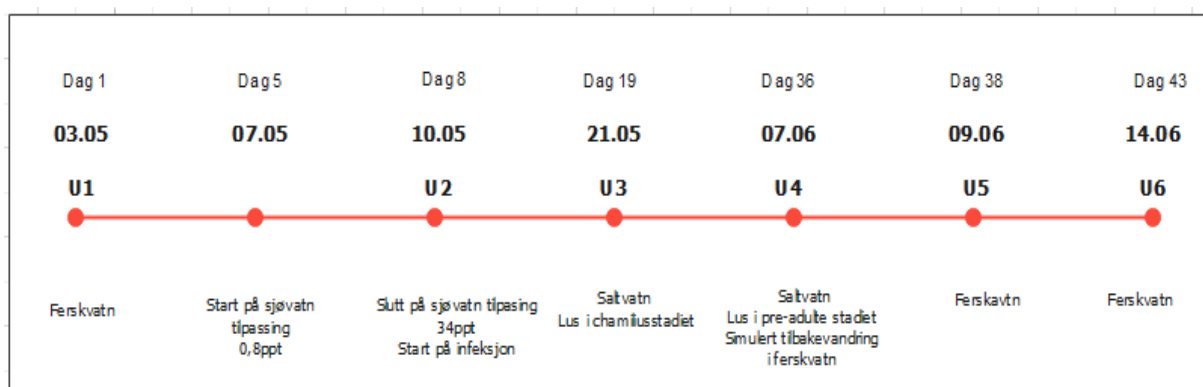 Dag 1
Dag 5
Dag 8
Dag 19
Dag 36
Dag 38
Dag 43
03.05
07.05
10.05
21.05
07.06
09.06
14.06
U1
U2
U3
U4
U5
U6
Ferskvatn
Start på sjøvatn
tilpassing
0,8ppt
Slutt på sjøvatn tilpasing
34ppt
Start på infeksjon
Saltvatn
Lus i chamilusstadiet
Saltvatn
Lus i pre-adulte stadiet
Simulert tilbakevandring
i ferskvatn
Ferskavtn
Ferskvatn